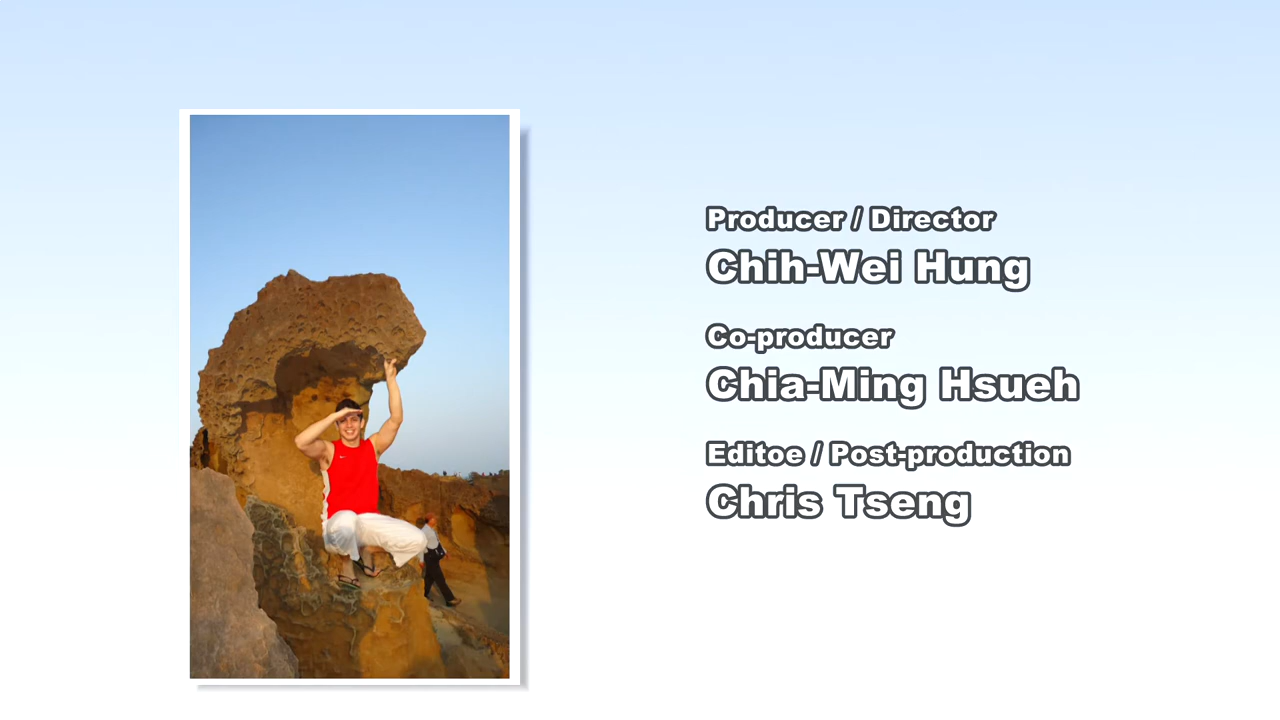 Producer / Director
Chih-Wei Hung
Co-producer
Chia-Ming Hsueh
Editoe / Post-production
Chris Tseng